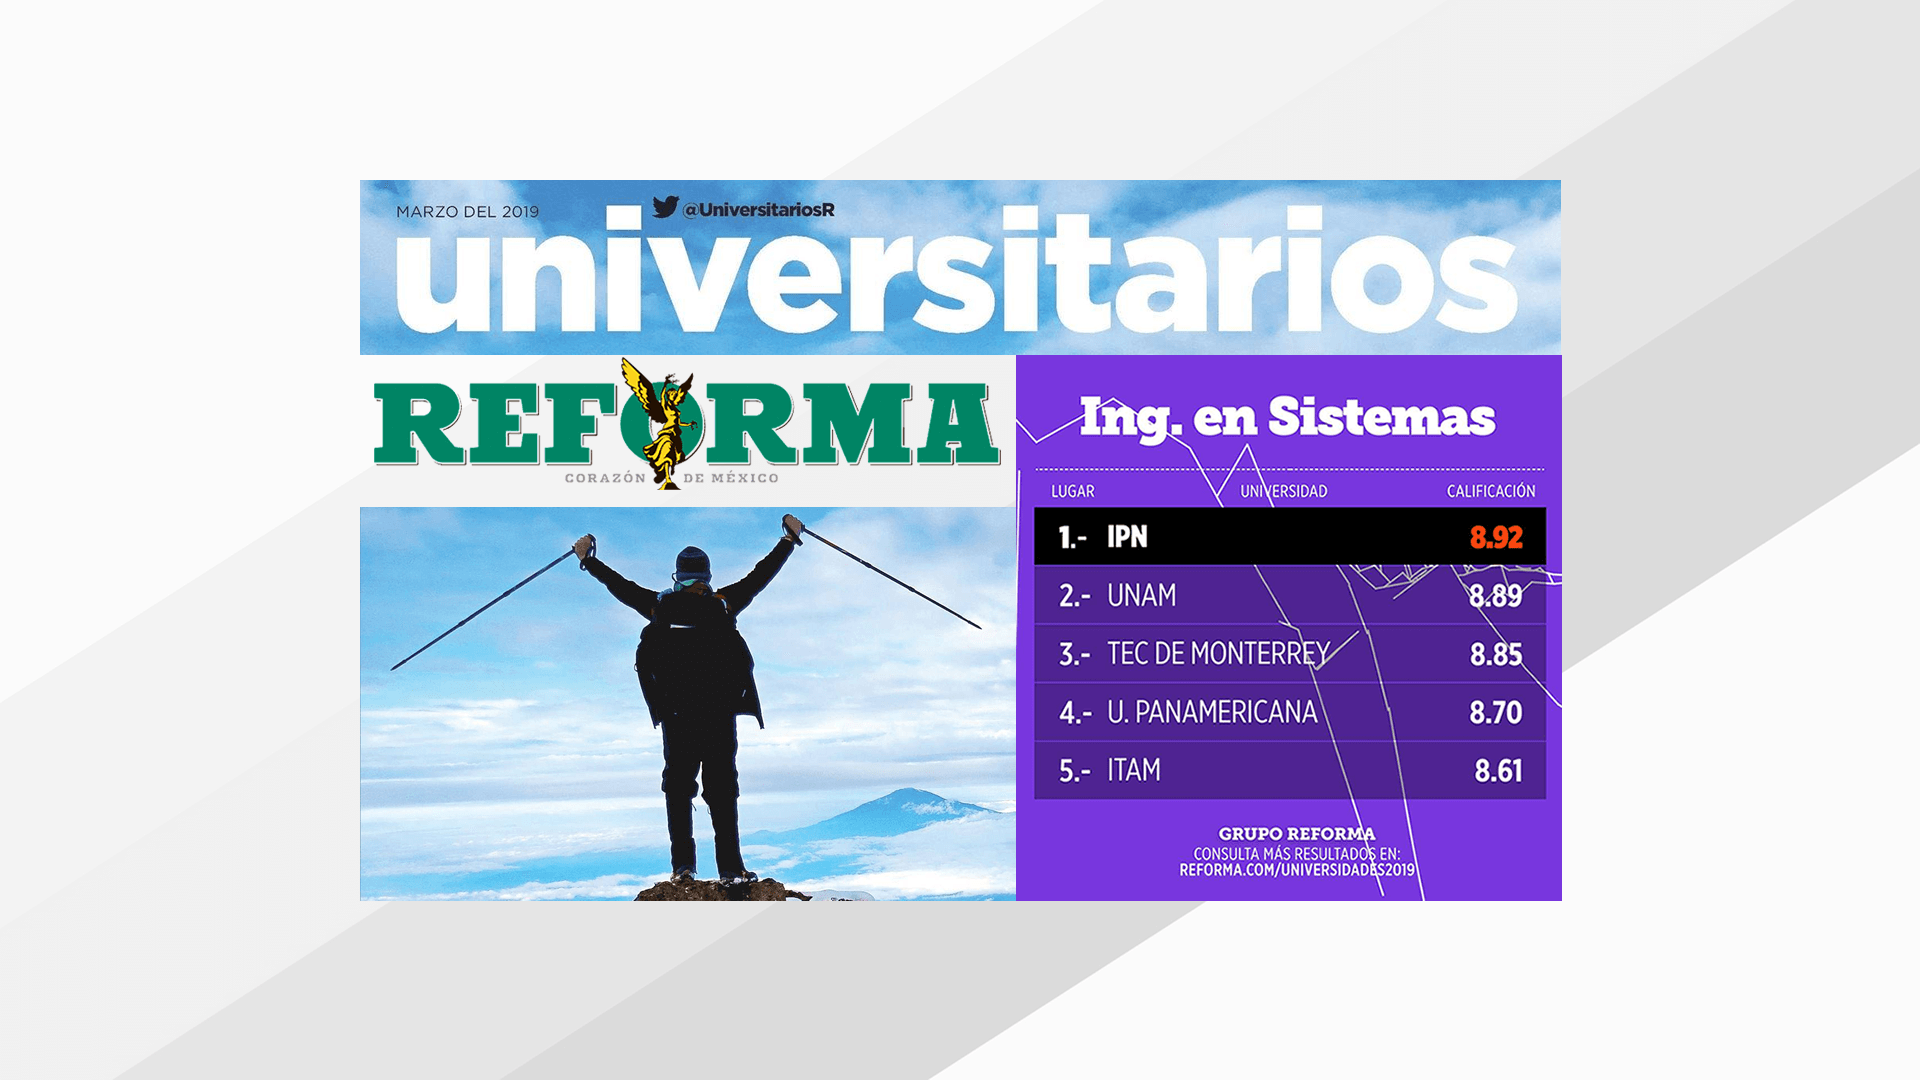 MARZO DEL 2019
@UniversitariosR
universitarios
REFORMA
CORAZÓN DE MÉXICO
Ing. en Sistemas
LUGAR UNIVERSIDAD CALIFICACIÓN
1.- IPN 8.92
2.- UNAM 8.89
3.- TEC DE MONTERREY 8.85
4.- U. PANAMERICANA 8.70
5.- ITAM 8.61
GRUPO REFORMA
CONSULTA MÁS RESULTADOS EN:
REFORMA.COM/UNIVERSIDADES2019